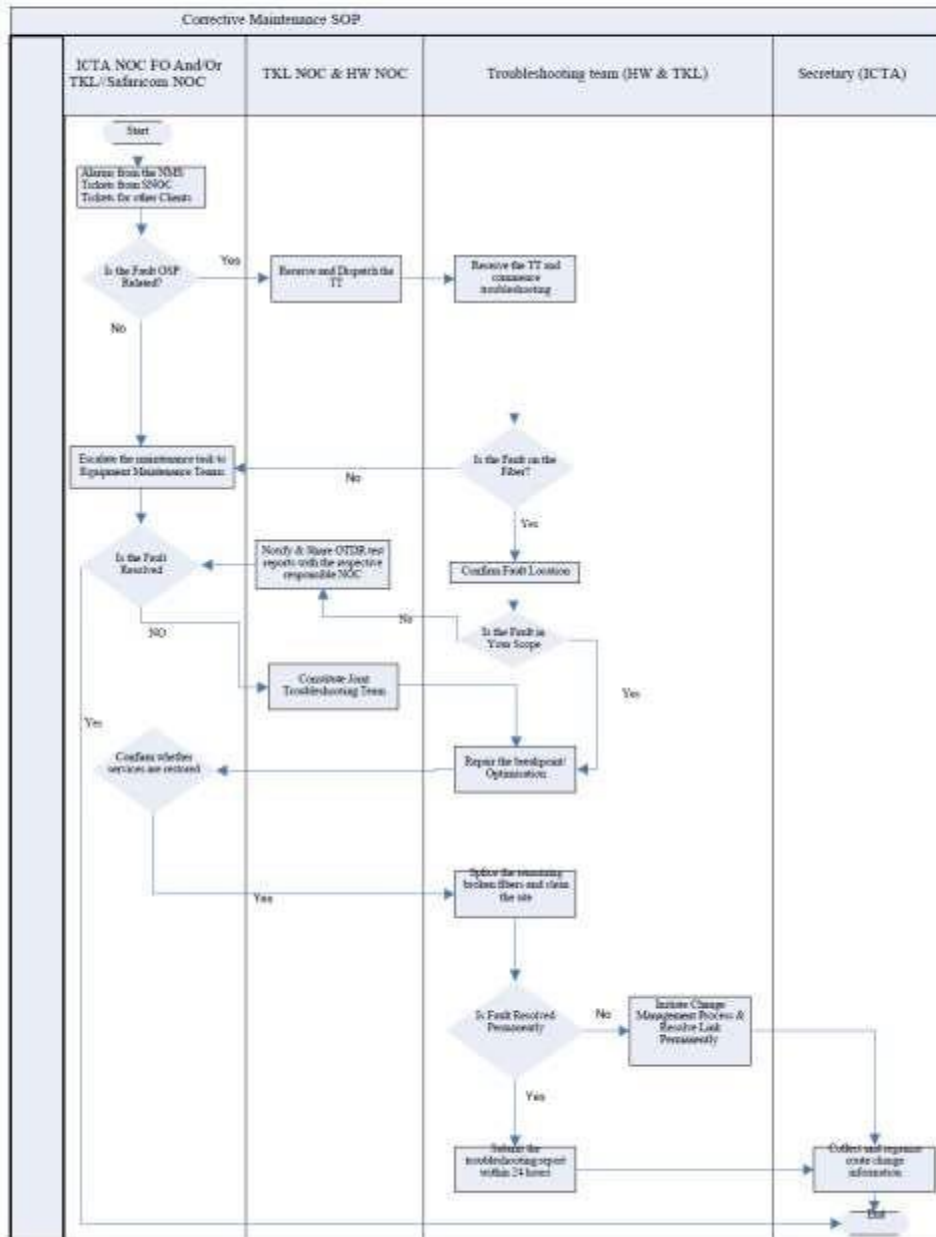 Corrective Maintenance SOP
ICTA NOC FO And/Or
TKL//Safaricom NOC
TKL NOC & HW NOC
Troubleshooting team (HW & TKL)
Secretary (ICTA)
Start
Alarms from the NMS
Tickets from SNOC
Tickets for other Clients
Is the Fault OSP
Related?
Yes
Receive and Dispatch the
TT
Receive the TT and
commence
troubleshooting
No
Escalate the maintenance task to
Equipment Maintenance Teams
No
Is the Fault on the
Fiber?
Yes
Is the Fault
Resolved
Notify & Share OTDR test
reports with the respective
responsible NOC
Confirm Fault Location
No
Is the Fault in
Your Scope
NO
Constitute Joint
Troubleshooting Team
Yes
Yes
Confirm whether
services are restored
Repair the breakpoint/
Optimisation
Yes
Splice the remaining
broken fibers and clean
the site
Is Fault Resolved
Permanently
No
Initiate Change
Management Process &
Resolve Link
Permanently
Yes
Submit the
troubleshooting report
within 24 hours
Collect and organize
route change
information
End